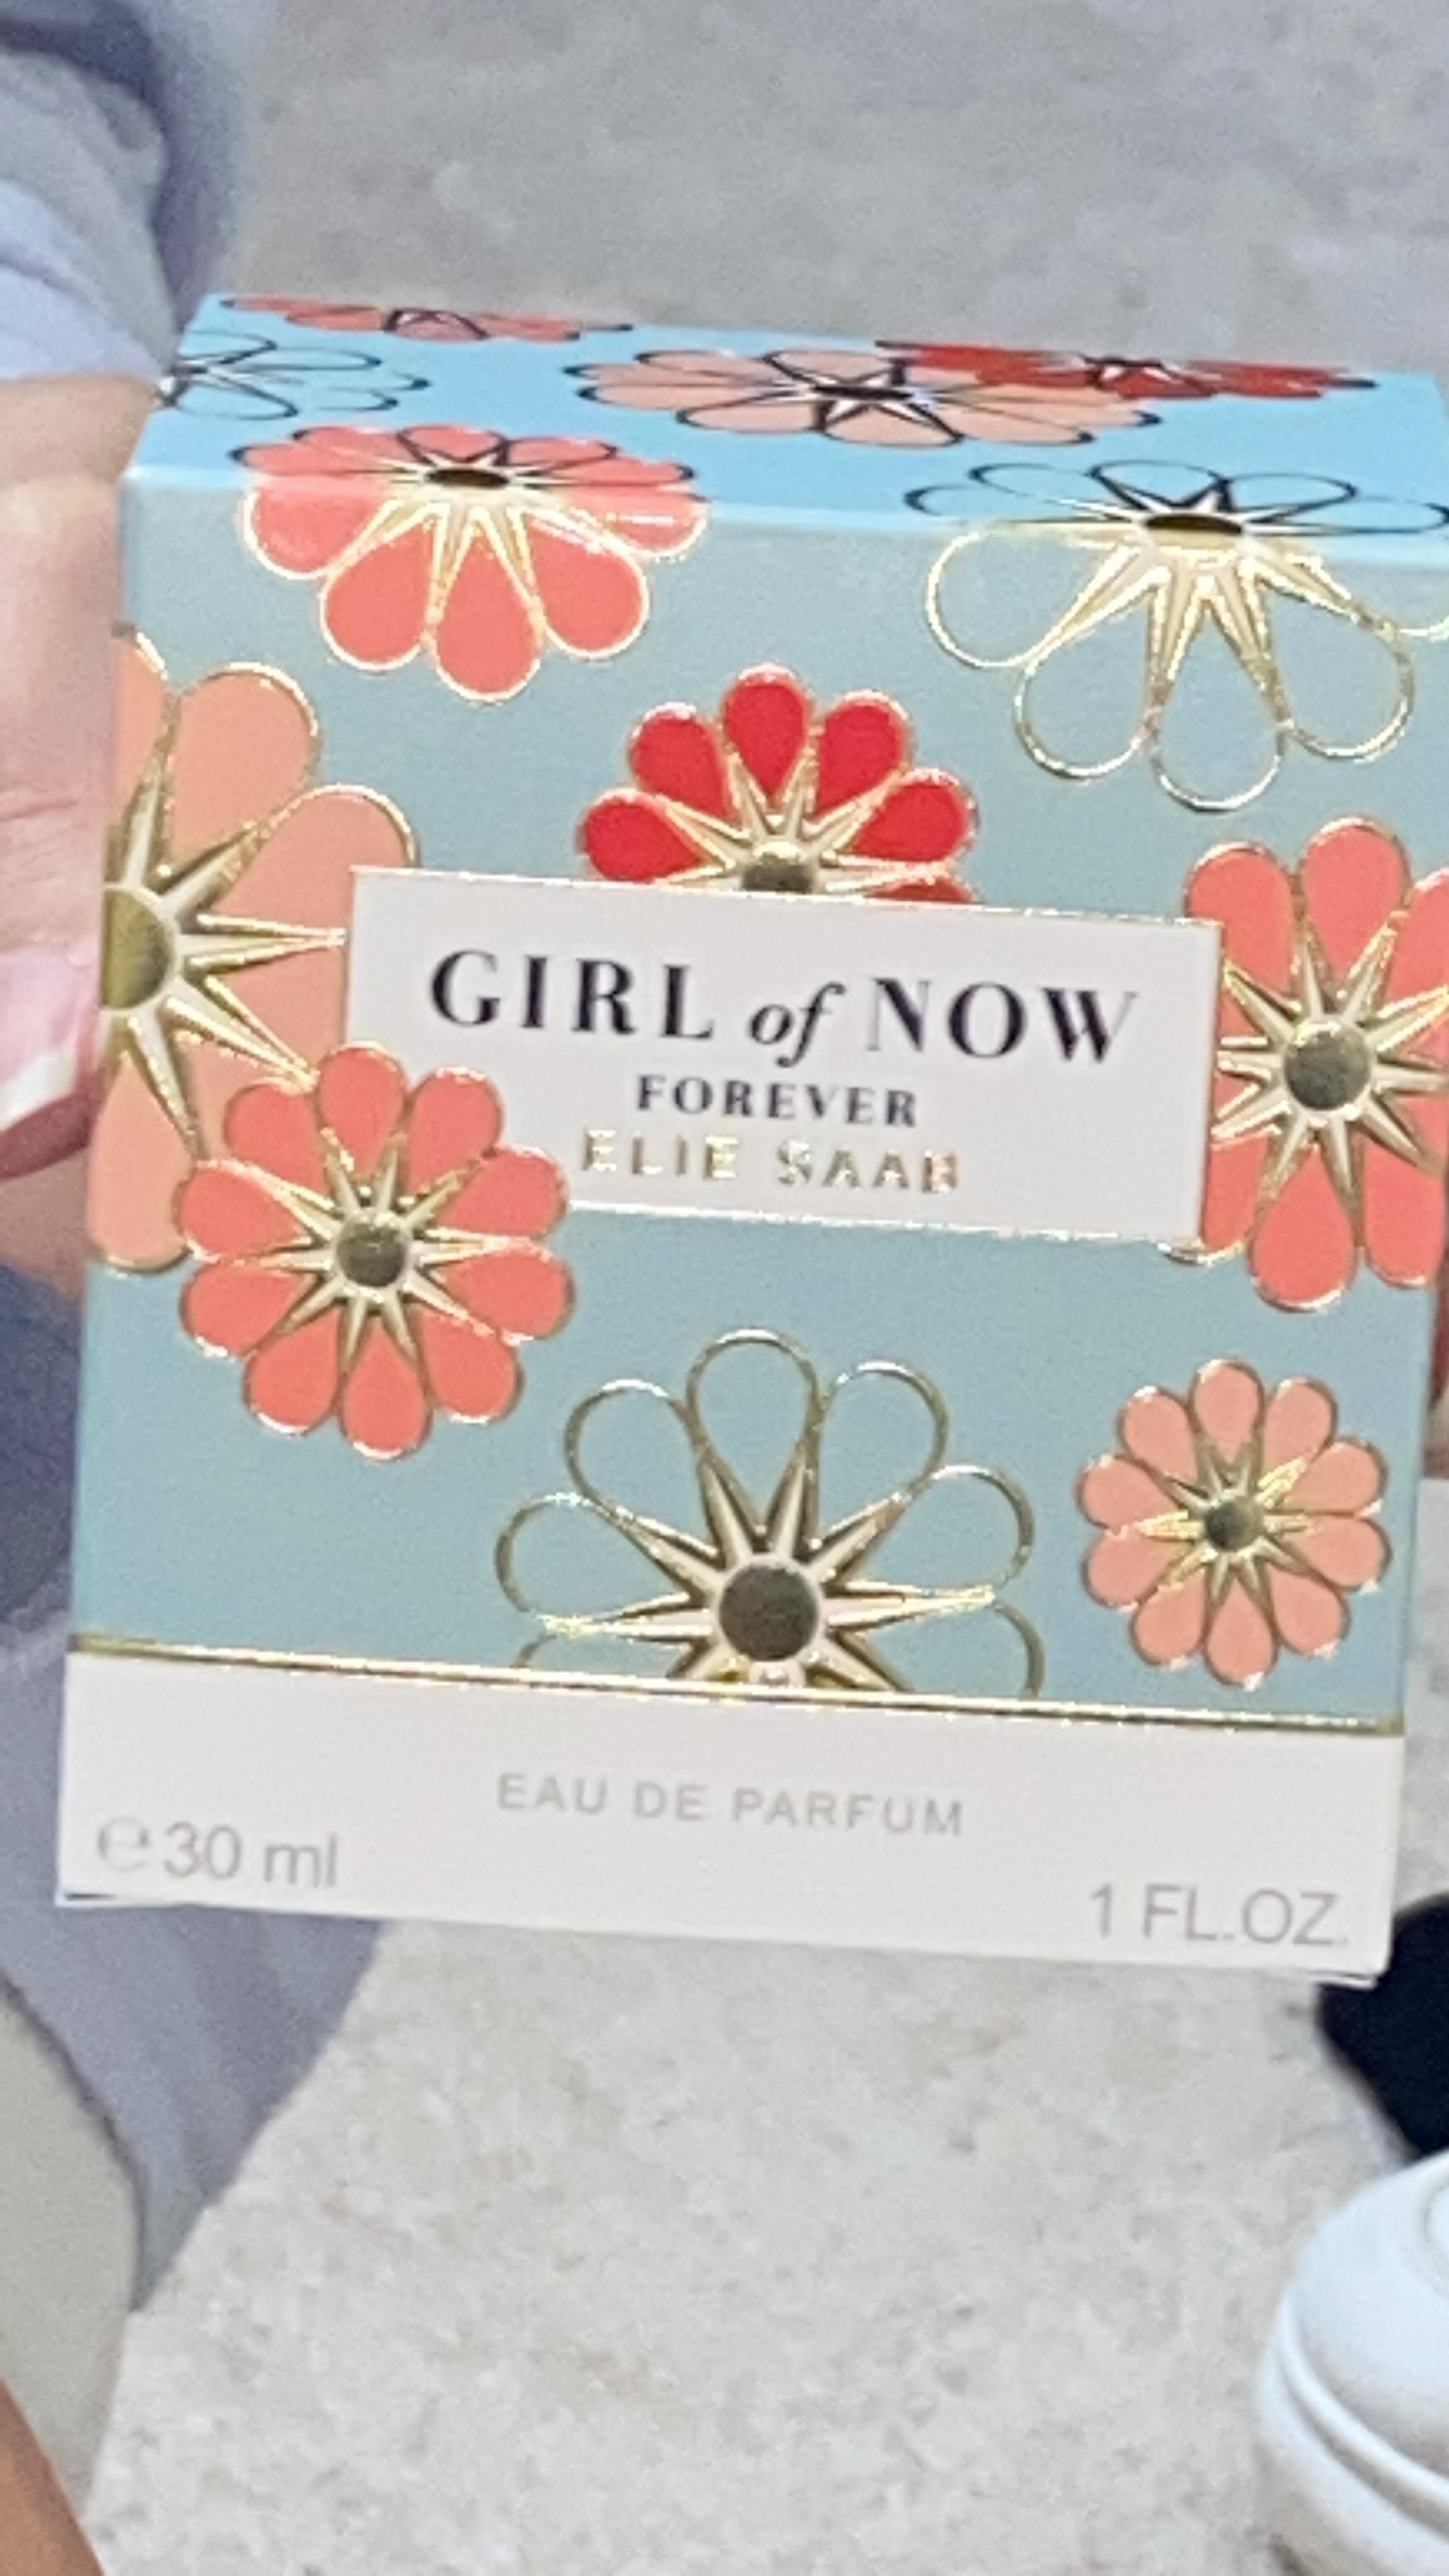 GIRL of NOW
FOREVER
ELIE SAAB
EAU DE PARFUM
℮30 ml
1 FL.OZ.